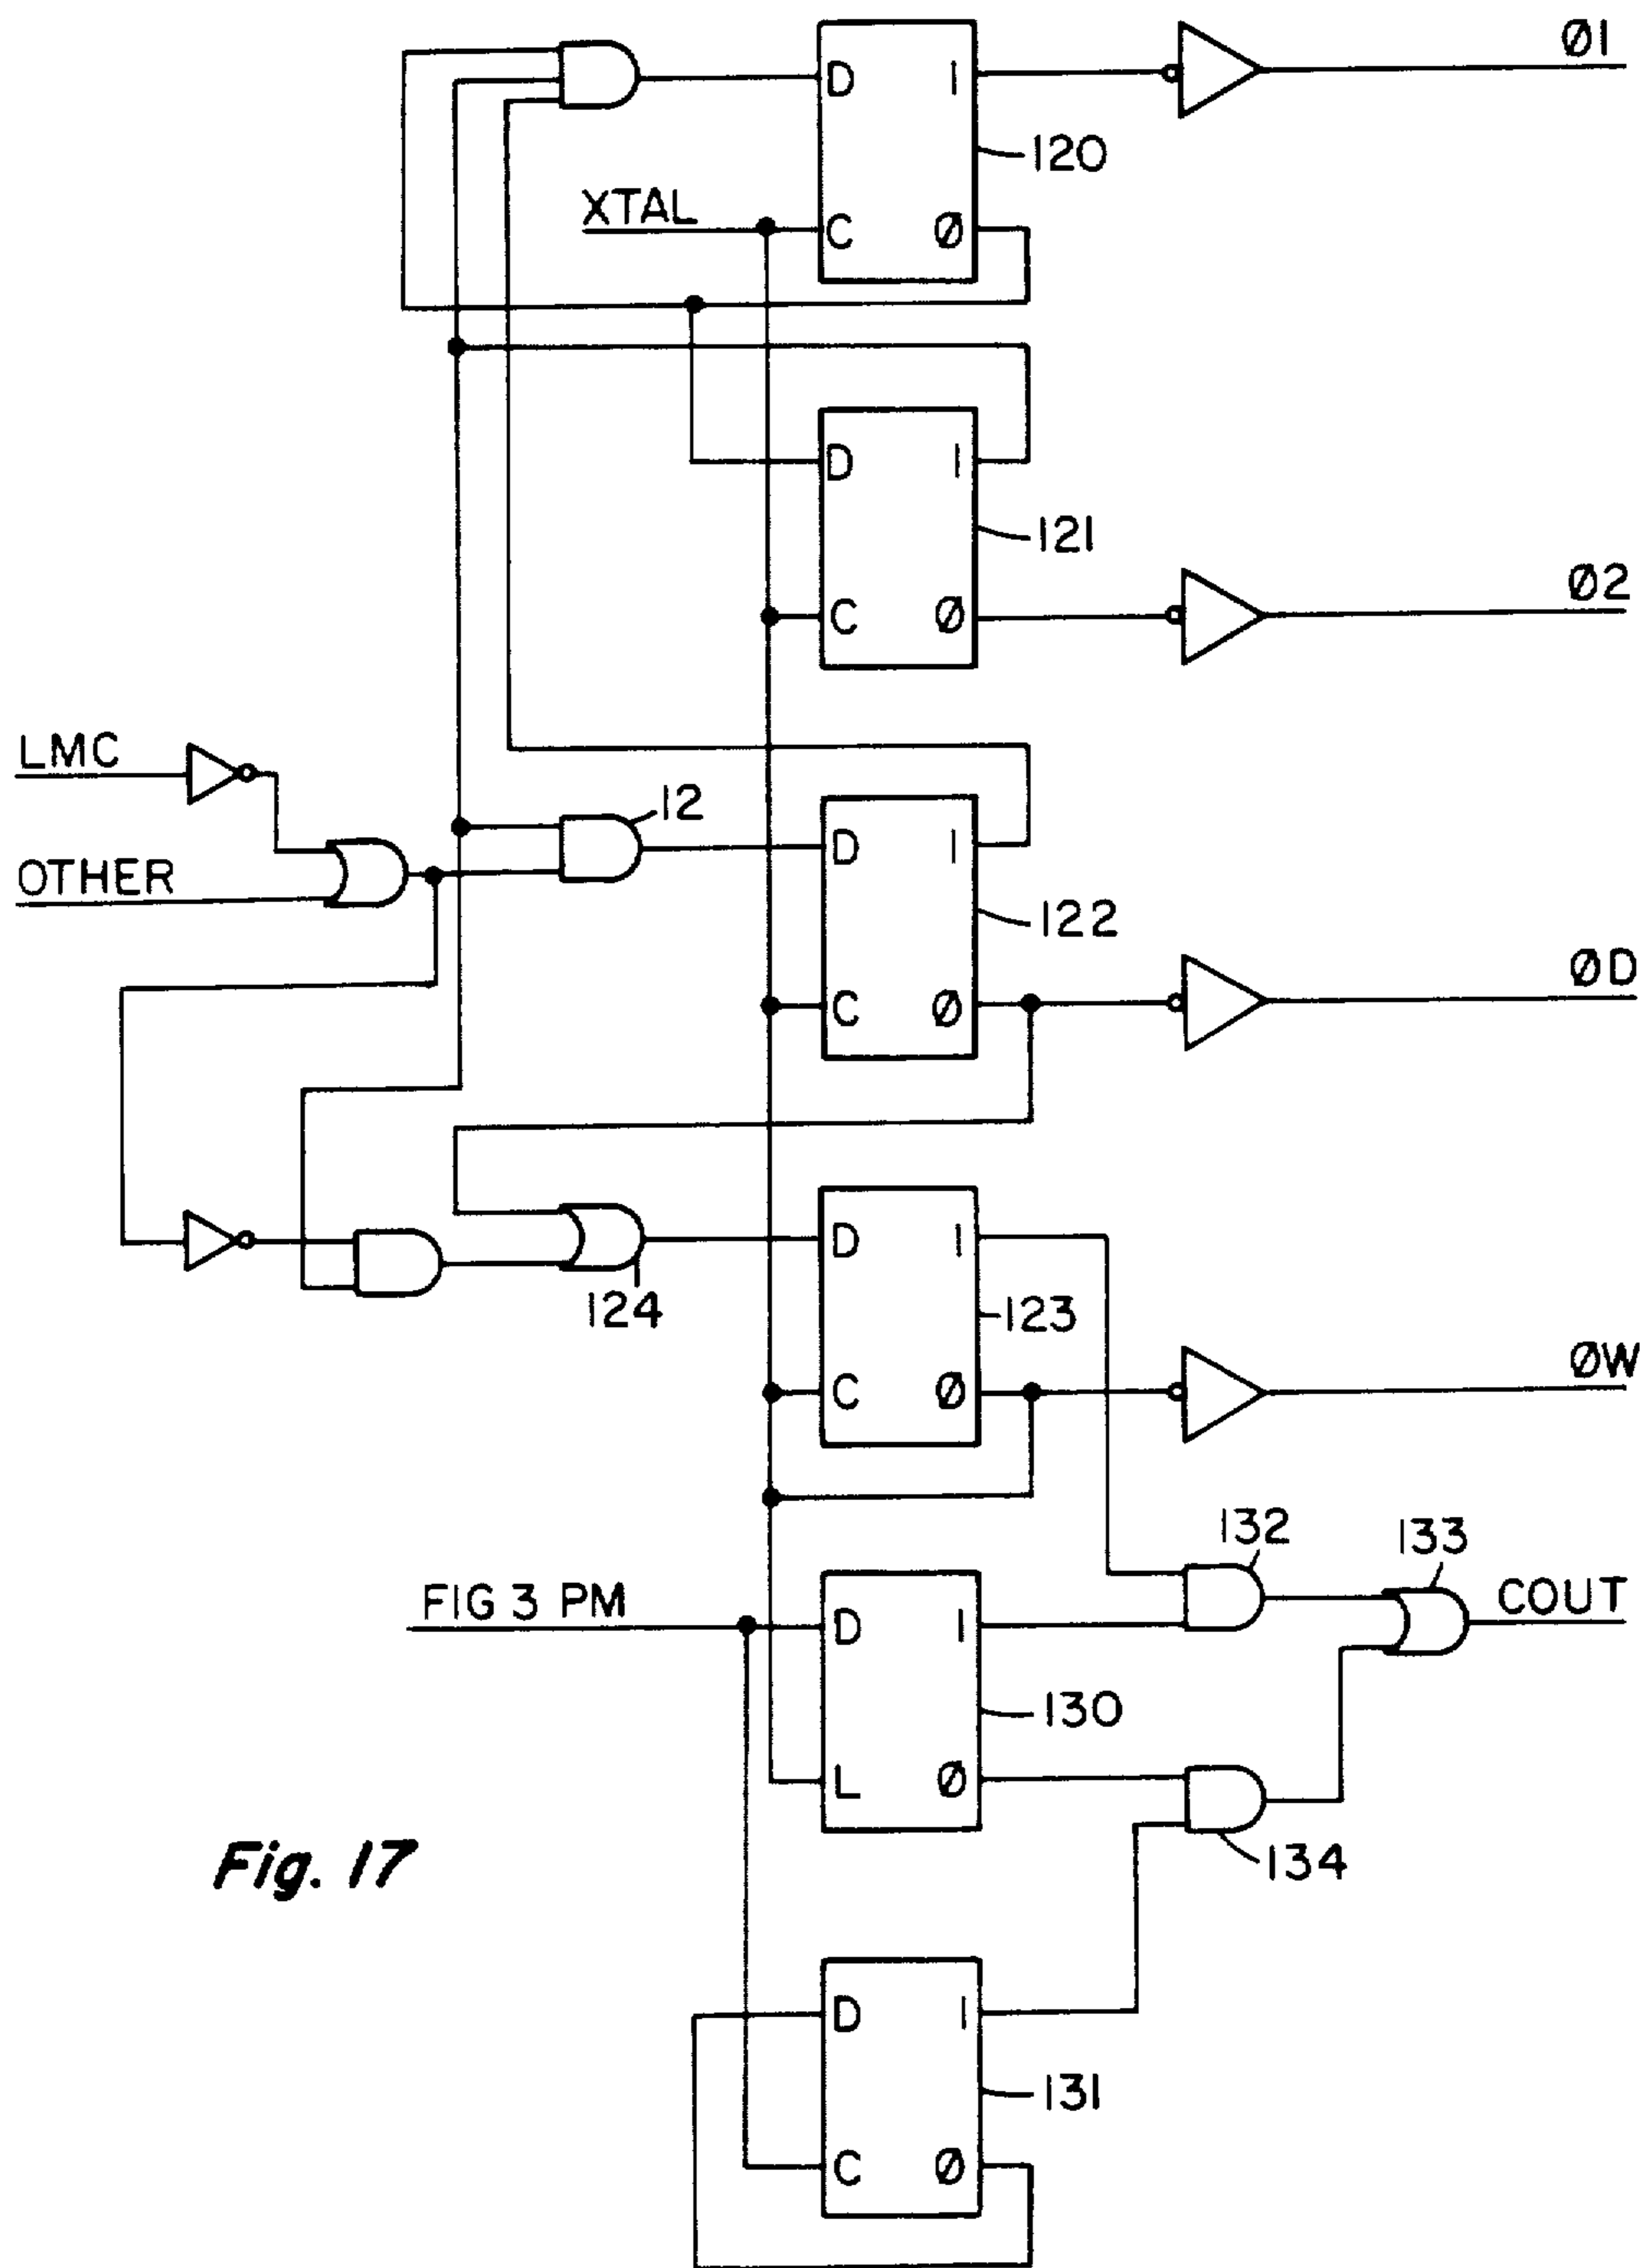 Ø1
D 1
120
XTAL
C Ø
D 1
121
C Ø
Ø2
LMC
12
D 1
OTHER
122
ØD
C Ø
D 1
124
123
ØW
C Ø
132
133
FIG 3 PM
D 1
COUT
130
L Ø
134
Fig. 17
D 1
131
C Ø